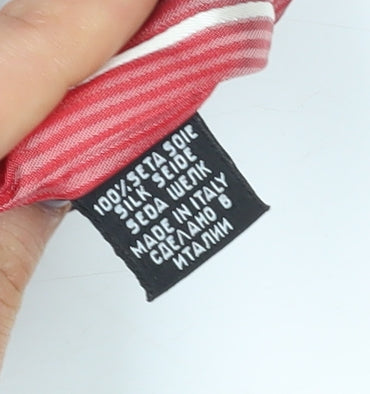 100% SETA SOIE
SILK SEIDE
SEDA ШЕЛК
MADE IN ITALY
СДЕЛАНО В
ИТАЛИИ